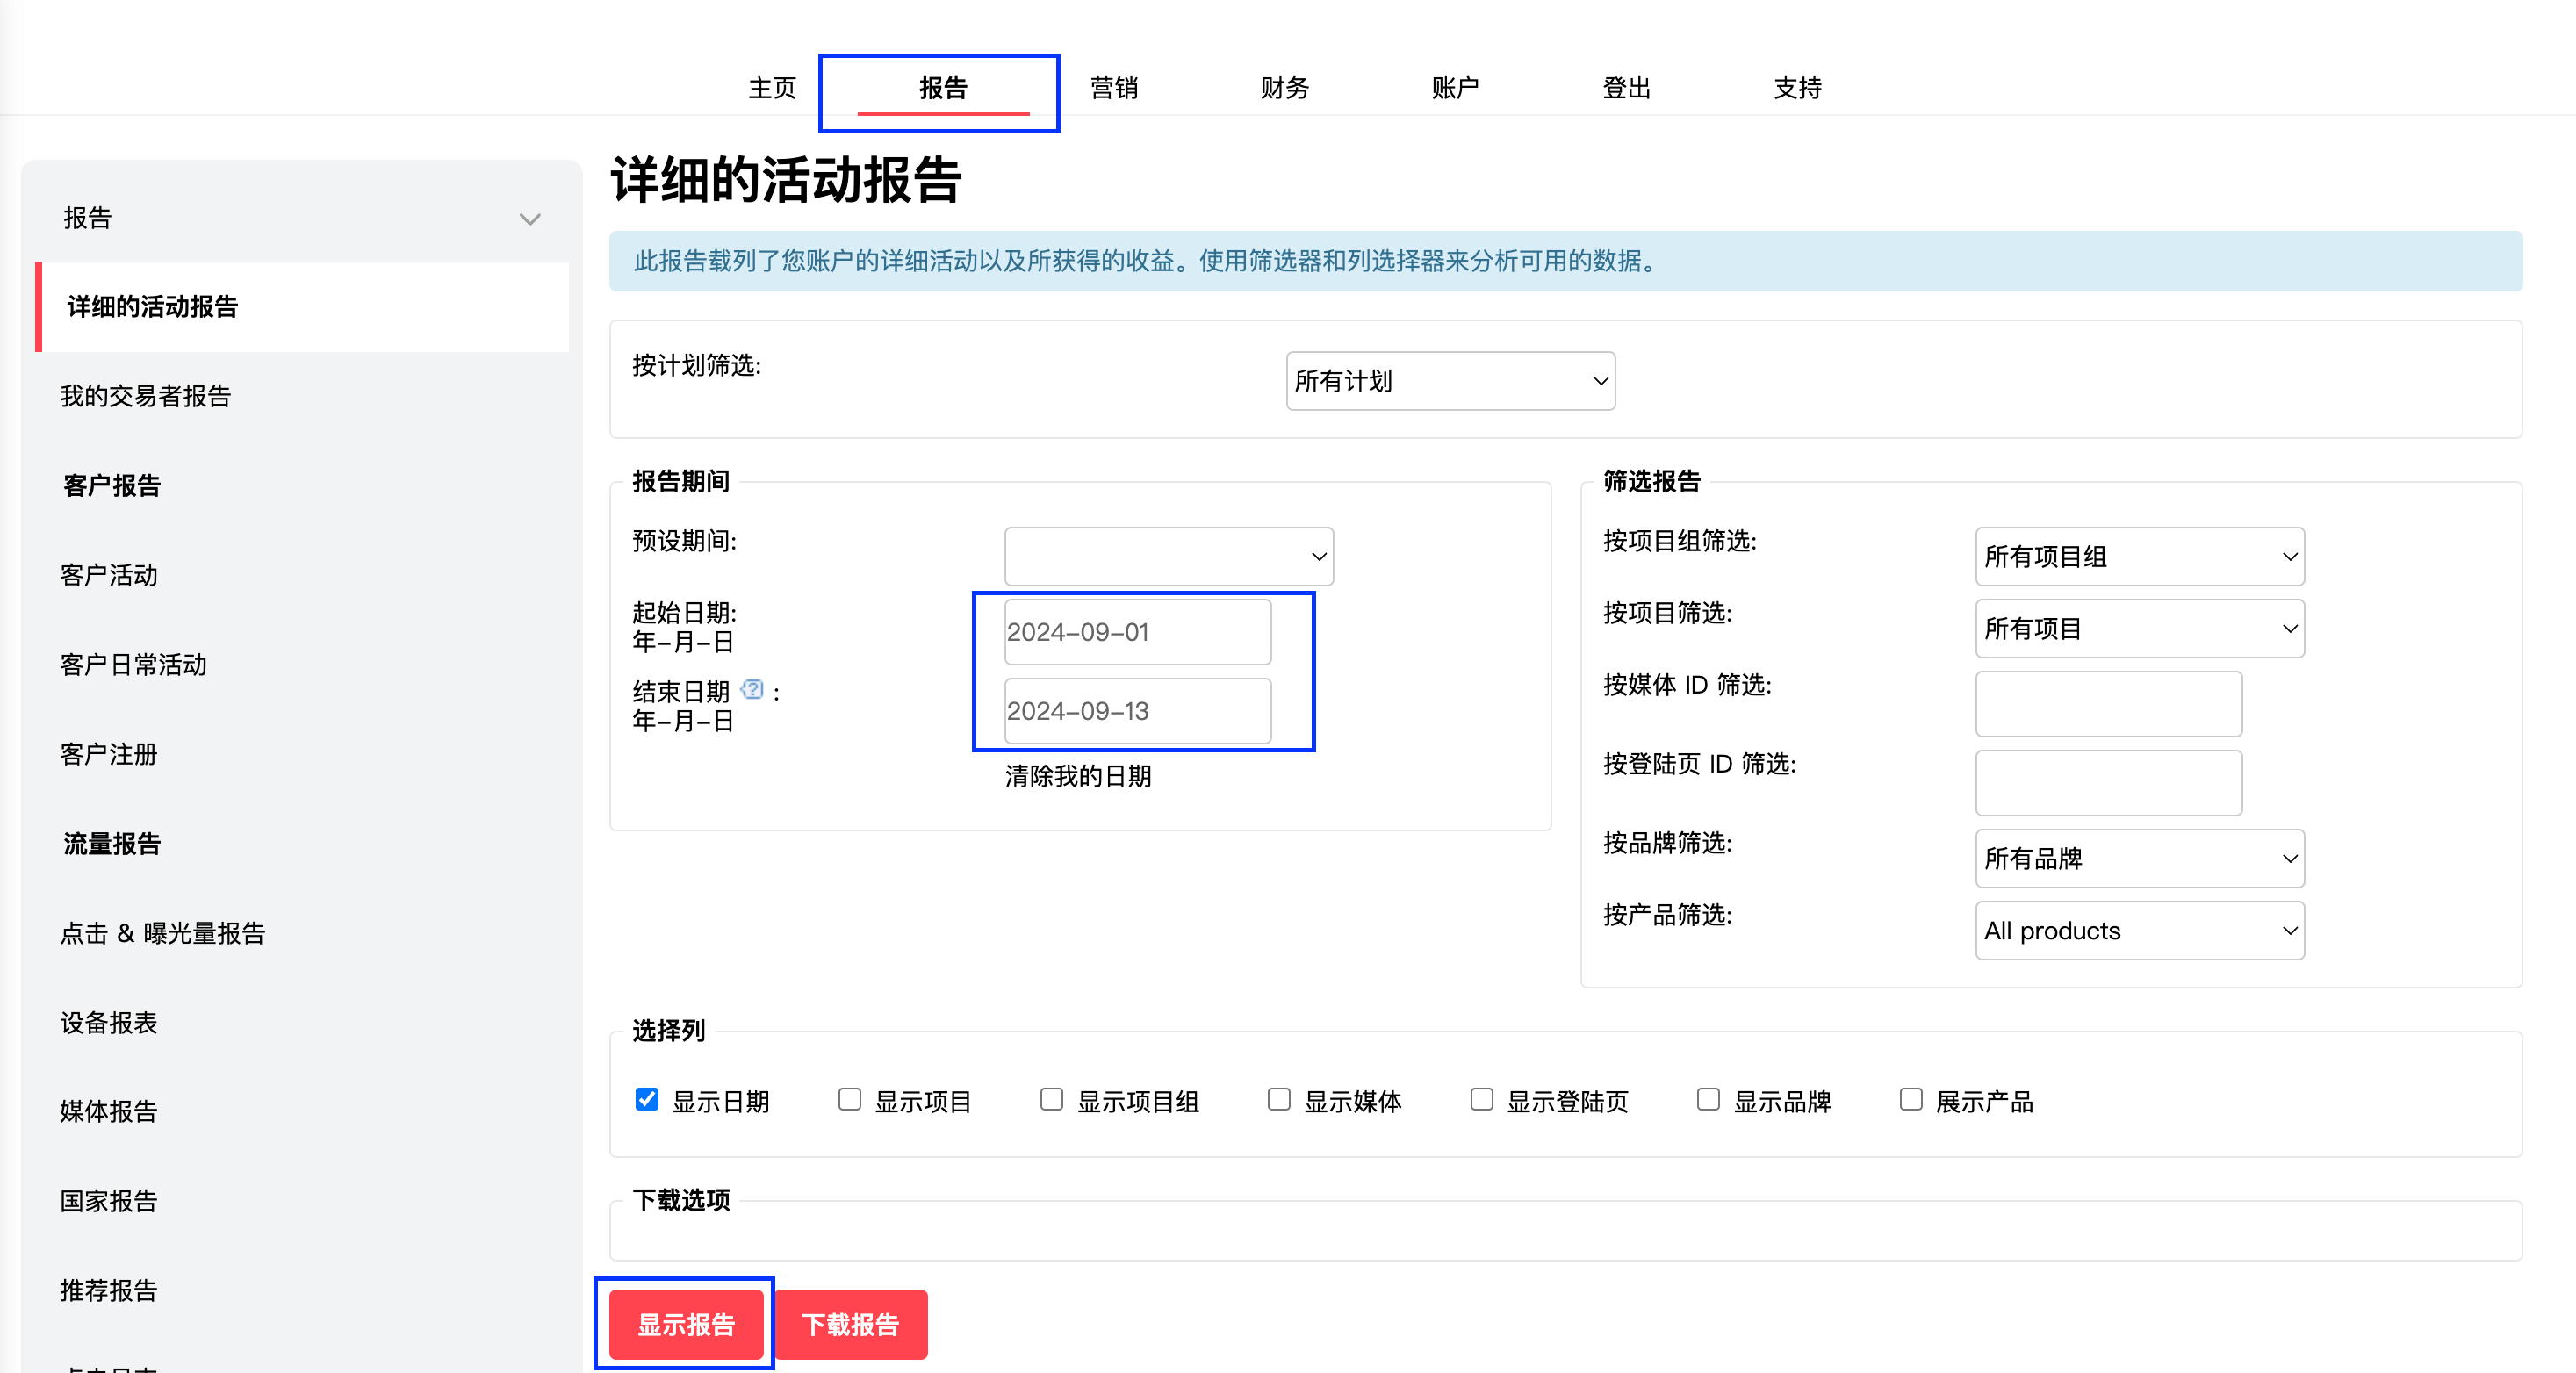 主页 报告 营销 财务 账户 登出 支持
报告
详细的活动报告
我的交易者报告
客户报告
客户活动
客户日常活动
客户注册
流量报告
点击 & 曝光量报告
设备报表
媒体报告
国家报告
推荐报告
详细的活动报告
此报告载列了您账户的详细活动以及所获得的收益。使用筛选器和列选择器来分析可用的数据。
按计划筛选: 所有计划
报告期间
预设期间:
起始日期: 2024-09-01
年-月-日
结束日期 ? : 2024-09-13
年-月-日
清除我的日期
筛选报告
按项目组筛选: 所有项目组
按项目筛选: 所有项目
按媒体 ID 筛选:
按登陆页 ID 筛选:
按品牌筛选: 所有品牌
按产品筛选: All products
选择列
显示日期 显示项目 显示项目组 显示媒体 显示登陆页 显示品牌 展示产品
下载选项
显示报告 下载报告